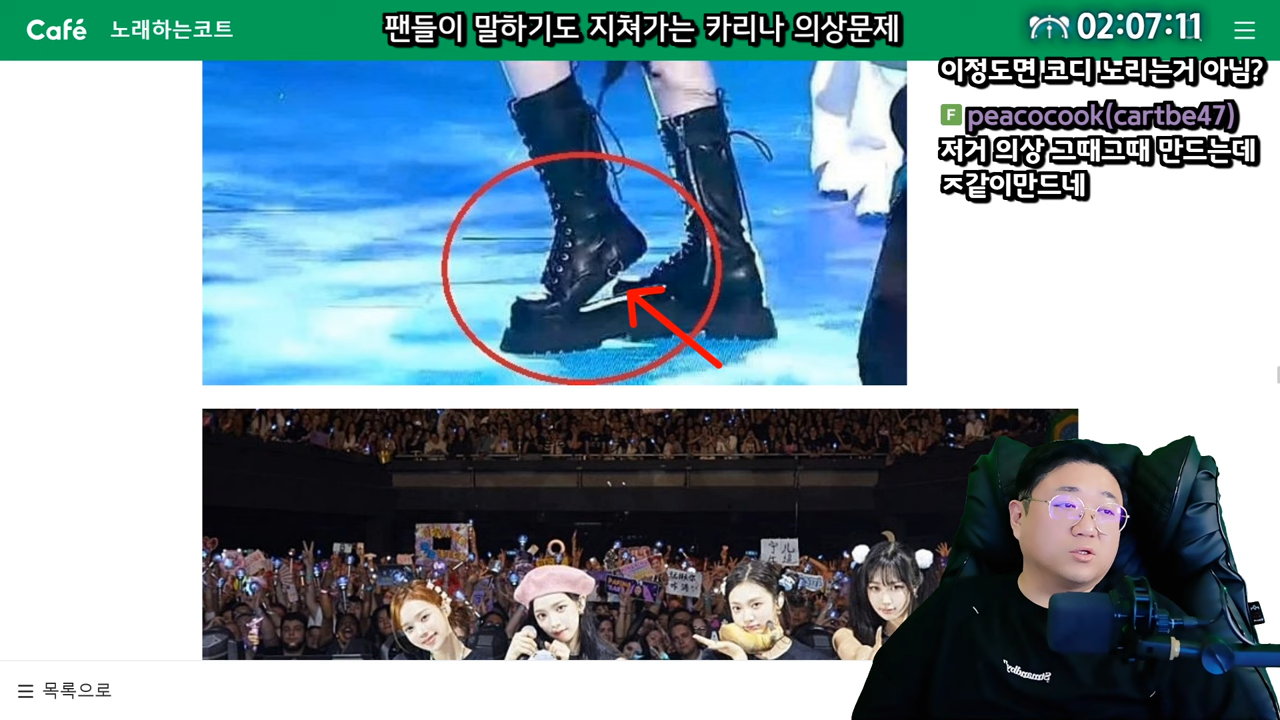 Café 노래하는코트
팬들이 말하기도 지쳐가는 카리나 의상문제
02:07:11
이정도면 코디 노리는거 아님?
F peacocook(cartbe47)
저거 의상 그때그때 만드는데
ㅈ같이만드네
목록으로